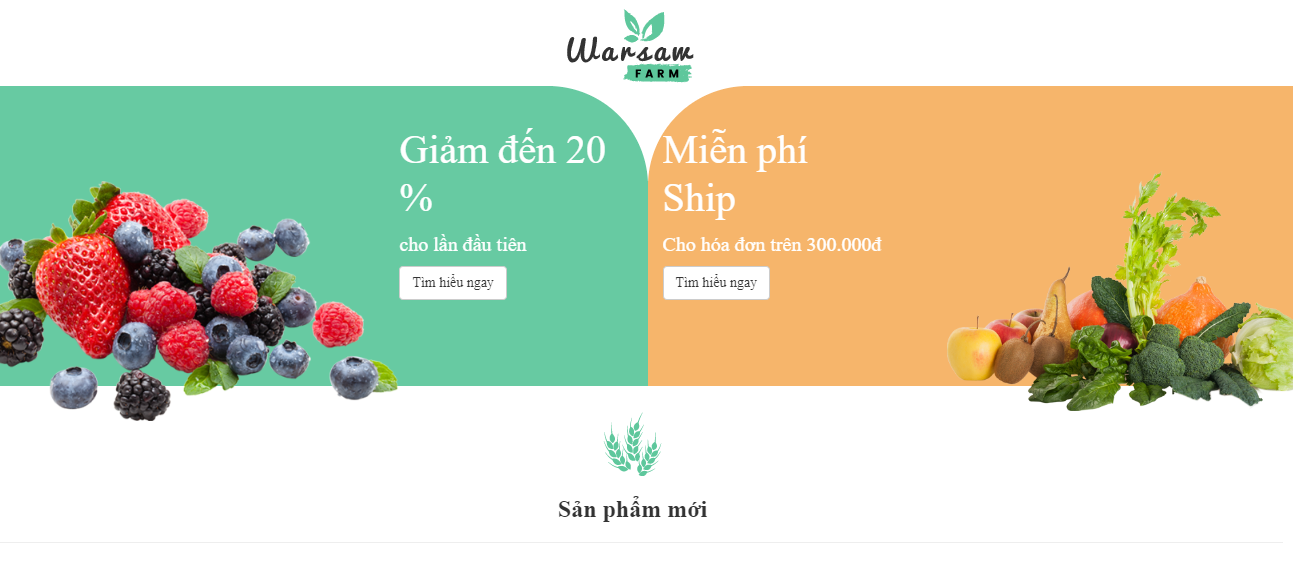 Warsaw
FARM
Giảm đến 20
%
cho lần đầu tiên
Tìm hiểu ngay
Miễn phí
Ship
Cho hóa đơn trên 300.000đ
Tìm hiểu ngay
Sản phẩm mới